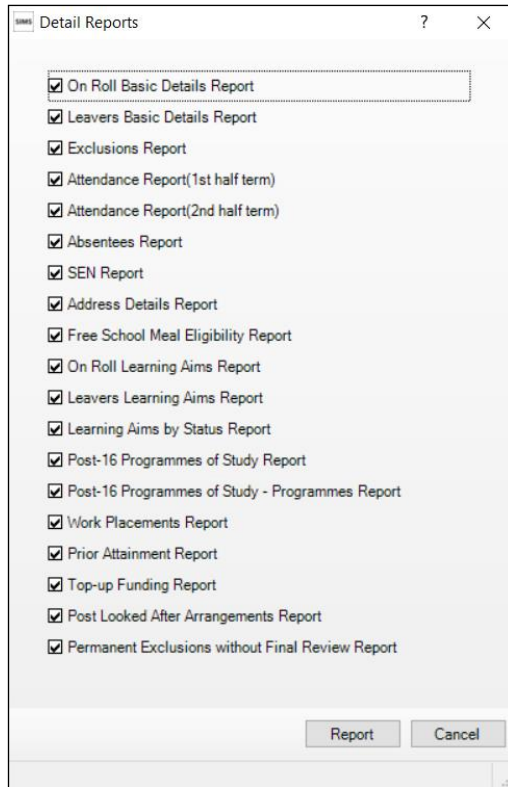 SIMS Detail Reports ?
On Roll Basic Details Report
Leavers Basic Details Report
Exclusions Report
Attendance Report(1st half term)
Attendance Report(2nd half term)
Absentees Report
SEN Report
Address Details Report
Free School Meal Eligibility Report
On Roll Learning Aims Report
Leavers Learning Aims Report
Learning Aims by Status Report
Post-16 Programmes of Study Report
Post-16 Programmes of Study - Programmes Report
Work Placements Report
Prior Attainment Report
Top-up Funding Report
Post Looked After Arrangements Report
Permanent Exclusions without Final Review Report
Report Cancel